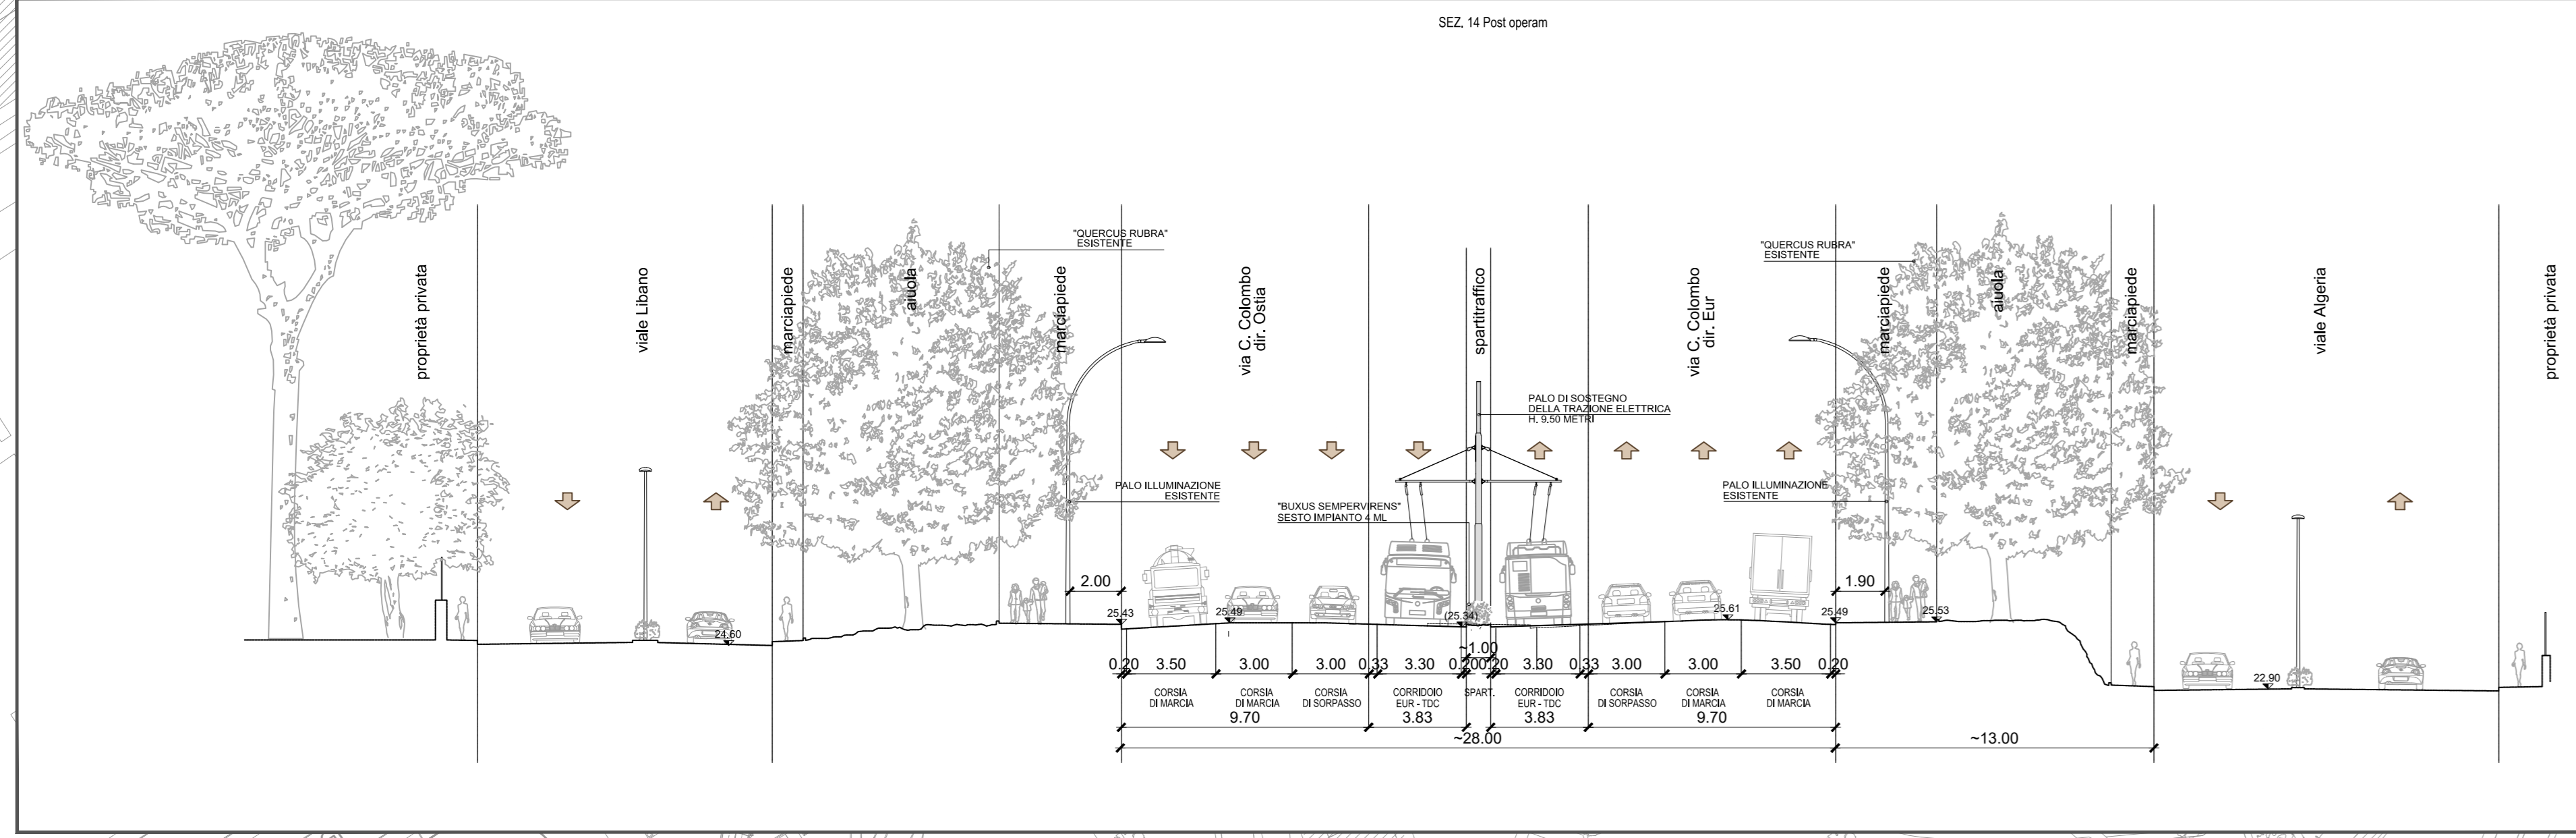 SEZ. 14 Post operam
"QUERCUS RUBRA"
ESISTENTE
"QUERCUS RUBRA"
ESISTENTE
proprietà privata
viale Libano
marciapiede
aiuola
marciapiede
via C. Colombo
dir. Ostia
spartitraffico
via C. Colombo
dir. Eur
marciapiede
aiuola
marciapiede
viale Algeria
proprietà privata
PALO DI SOSTEGNO
DELLA TRAZIONE ELETTRICA
H. 9.50 METRI
PALO ILLUMINAZIONE
ESISTENTE
PALO ILLUMINAZIONE
ESISTENTE
"BUXUS SEMPERVIRENS"
SESTO IMPIANTO 4 ML
2.00
1.90
25.43
25.49
(25.34)
25.61
25.49
25.53
24.60
22.90
~1.00
0.20 3.50 3.00 3.00 0.33 3.30 0.20 0.20 3.30 0.33 3.00 3.00 3.50 0.20
CORSIA
DI MARCIA
CORSIA
DI MARCIA
CORSIA
DI SORPASSO
CORRIDOIO
EUR - TDC
SPART.
CORRIDOIO
EUR - TDC
CORSIA
DI SORPASSO
CORSIA
DI MARCIA
CORSIA
DI MARCIA
9.70 3.83 3.83 9.70
~28.00 ~13.00